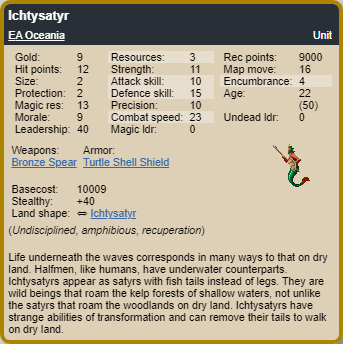 Ichtysatyr
EA Oceania Unit
Gold: 9 Resources: 3 Rec points: 9000
Hit points: 12 Strength: 11 Map move: 16
Size: 2 Attack skill: 10 Encumbrance: 4
Protection: 2 Defence skill: 15 Age: 22
Magic res: 13 Precision: 10 (50)
Morale: 9 Combat speed: 23 Undead ldr: 0
Leadership: 40 Magic ldr: 0
Weapons: Armor:
Bronze Spear Turtle Shell Shield
Basecost: 10009
Stealthy: +40
Land shape: ⇔ Ichtysatyr
(Undisciplined, amphibious, recuperation)
Life underneath the waves corresponds in many ways to that on dry
land. Halfmen, like humans, have underwater counterparts.
Ichtysatyrs appear as satyrs with fish tails instead of legs. They are
wild beings that roam the kelp forests of shallow waters, not unlike
the satyrs that roam the woodlands on dry land. Ichtysatyrs have
strange abilities of transformation and can remove their tails to walk
on dry land.